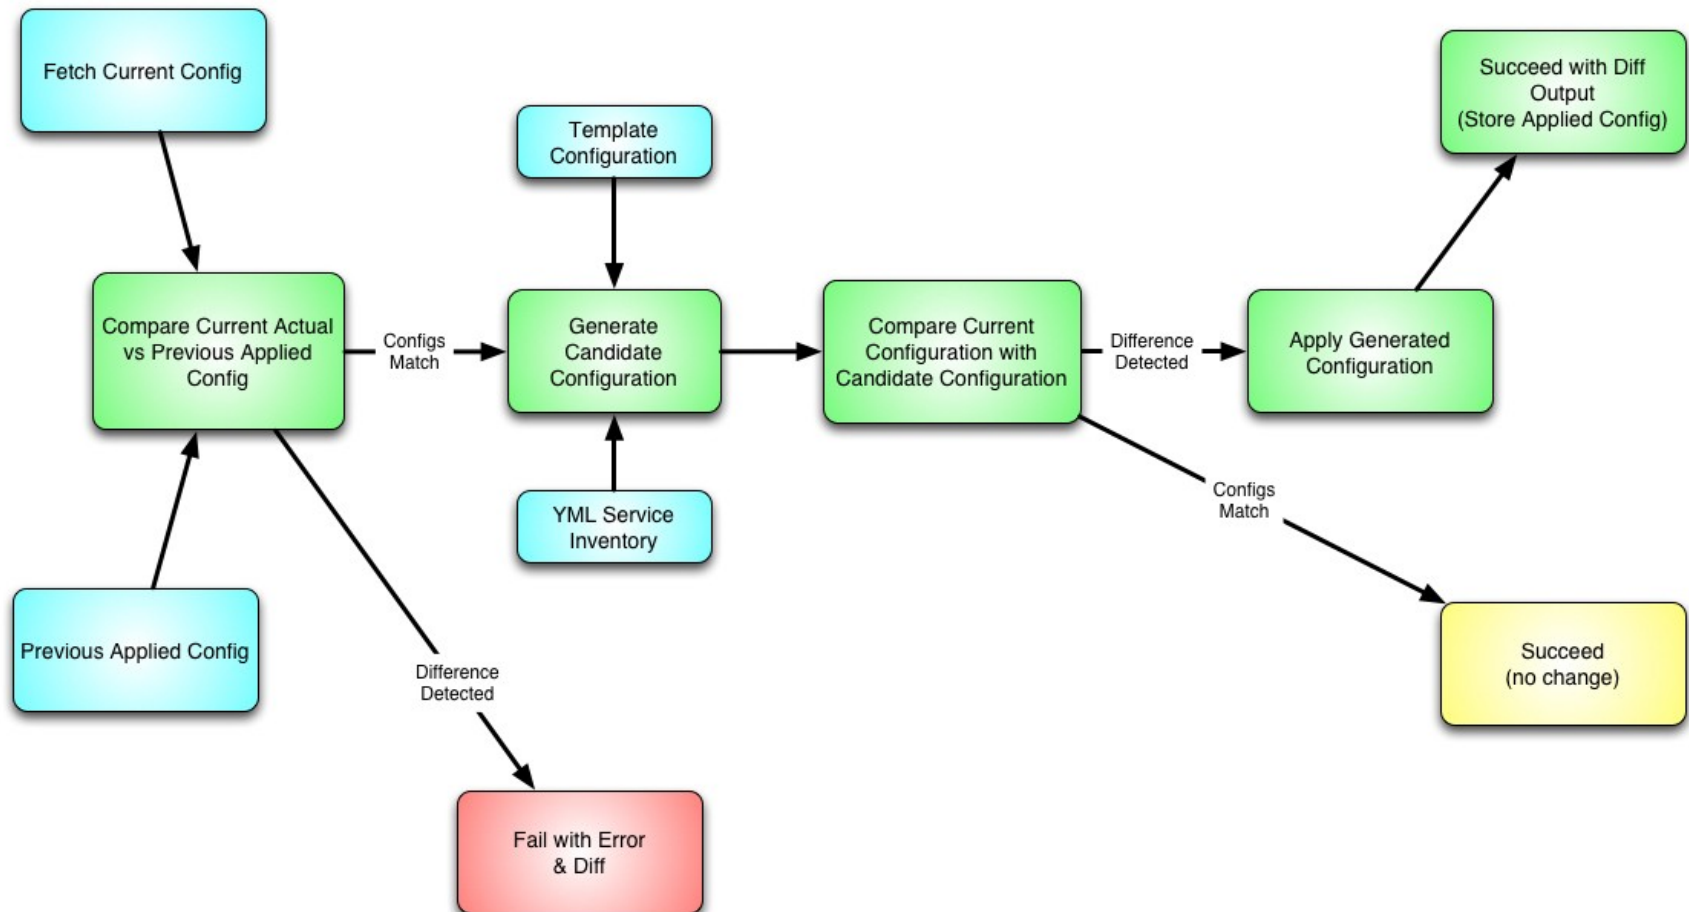 Fetch Current Config
Succeed with Diff
Output
(Store Applied Config)
Template
Configuration
Compare Current Actual
vs Previous Applied
Config
Configs
Match
Generate
Candidate
Configuration
Compare Current
Configuration with
Candidate Configuration
Difference
Detected
Apply Generated
Configuration
YML Service
Inventory
Configs
Match
Previous Applied Config
Difference
Detected
Succeed
(no change)
Fail with Error
& Diff